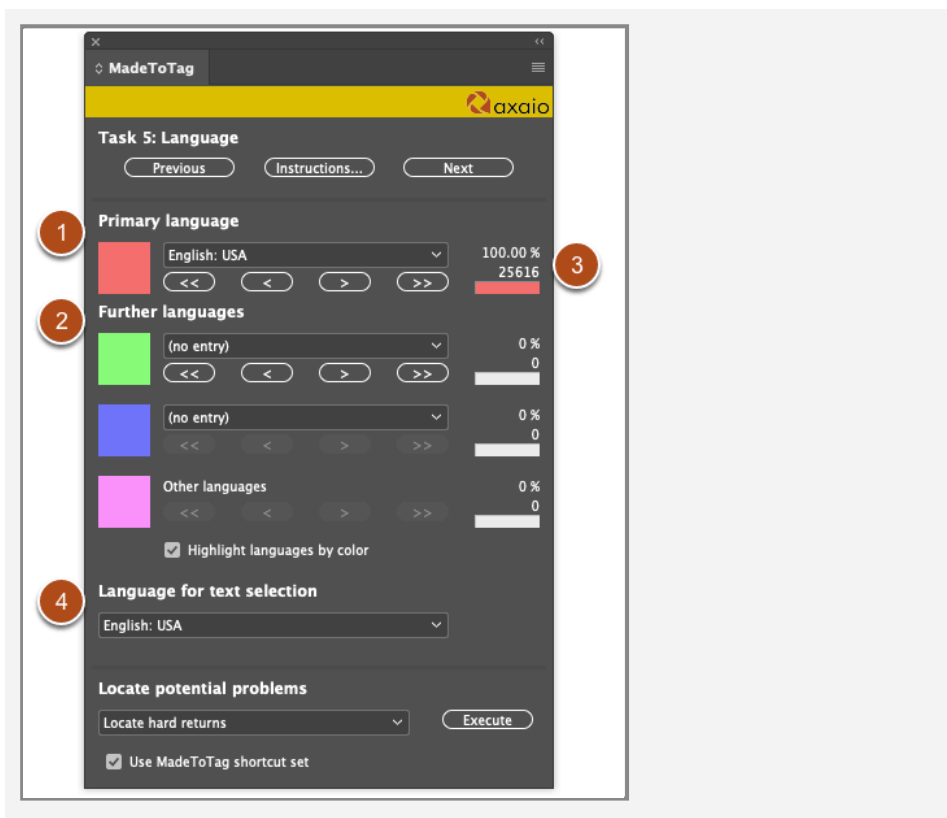 MadeToTag
axaio
Task 5: Language
Previous
Instructions...
Next
1
Primary language
English: USA
100.00 %
3
<< < > >>
25616
2
Further languages
(no entry)
0 %
<< < > >>
0
(no entry)
0 %
<< < > >>
0
Other languages
0 %
<< < > >>
0
Highlight languages by color
4
Language for text selection
English: USA
Locate potential problems
Locate hard returns
Execute
Use MadeToTag shortcut set